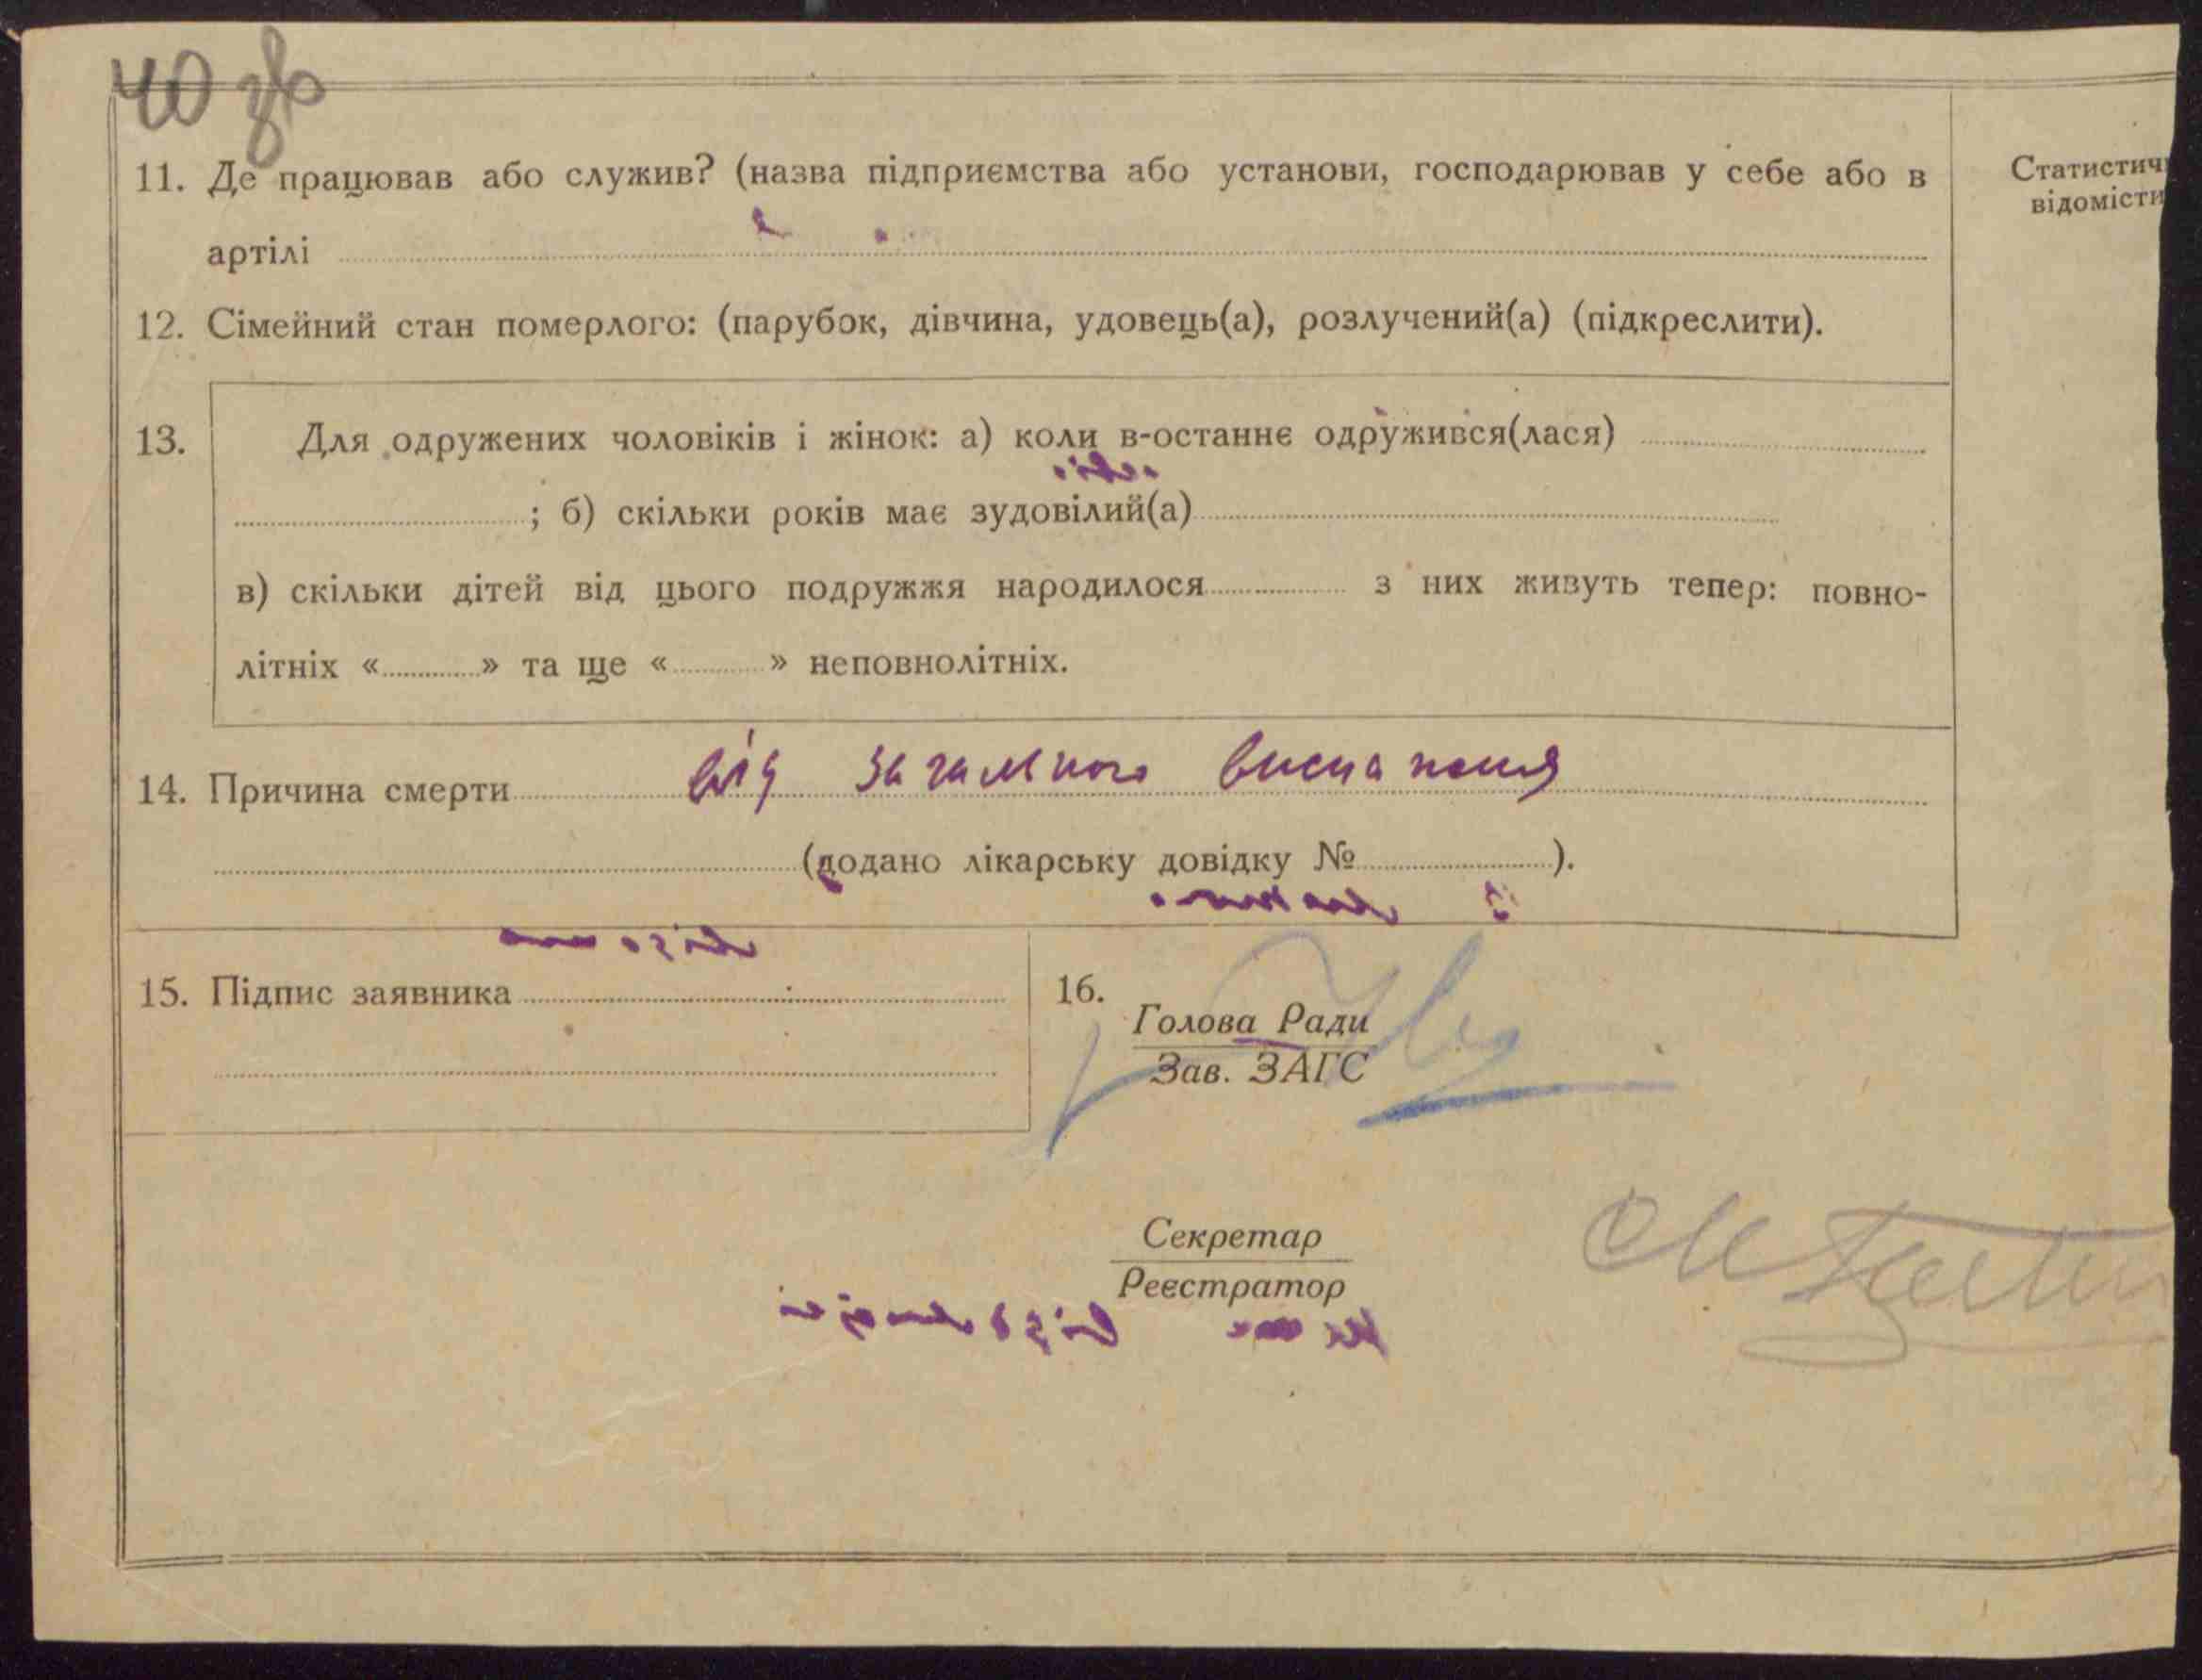 40 зв
11. Де працював або служив? (назва підприємства або установи, господарював у себе або в
артілі
Статистичн
відомості
12. Сімейний стан померлого: (парубок, дівчина, удовець(а), розлучений(а) (підкреслити).
13. Для одружених чоловіків і жінок: а) коли в-останнє одружився(лася)
; б) скільки років має зудовілий(а)
в) скільки дітей від цього подружжя народилося з них живуть тепер: повно-
літніх « » та ще « » неповнолітніх.
14. Причина смерти від загального виснаження
(додано лікарську довідку № ).
15. Підпис заявника
16.
Голова Ради
Зав. ЗАГС
Секретар
Реєстратор